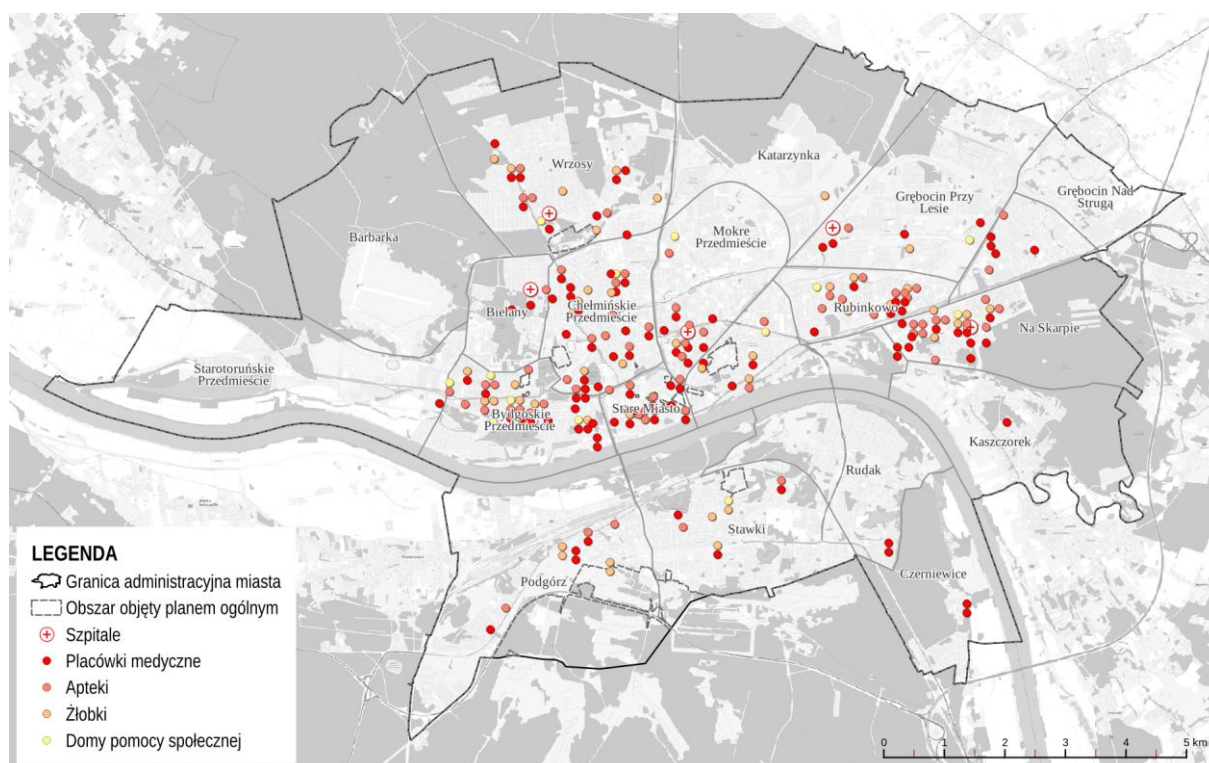 Wrzosy
Katarzynka
Grębocin Przy
Lesie
Grębocin Nad
Strugą
Barbarka
Mokre
Przedmieście
Bielany
Chełmińskie
Przedmieście
Rubinkowo
Na Skarpie
Starotoruńskie
Przedmieście
Bydgoskie
Przedmieście
Stare Miasto
Kaszczorek
Rudak
Stawki
Podgórz
Czerniewice
LEGENDA
Granica administracyjna miasta
Obszar objęty planem ogólnym
Szpitale
Placówki medyczne
Apteki
Żłobki
Domy pomocy społecznej
0 1 2 3 4 5 km